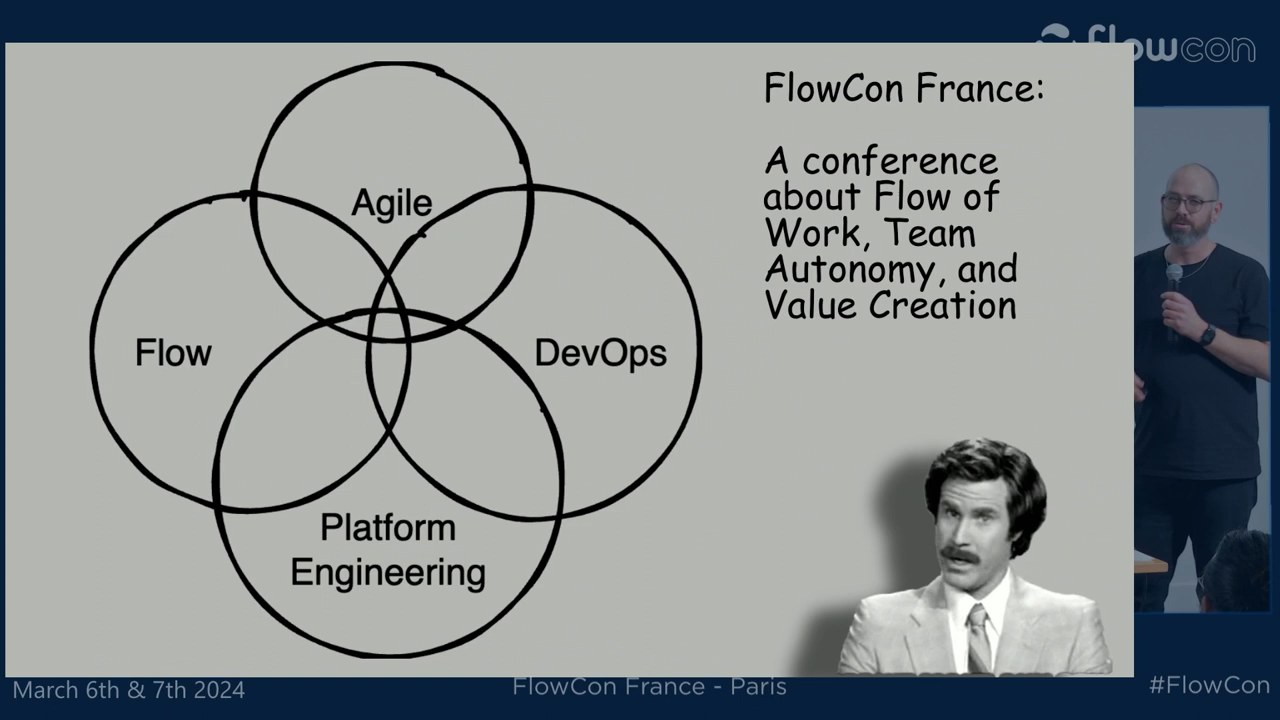 flowcon
FlowCon France:
A conference
about Flow of
Work, Team
Autonomy, and
Value Creation
Agile
Flow
DevOps
Platform
Engineering
March 6th & 7th 2024
FlowCon France - Paris
#FlowCon